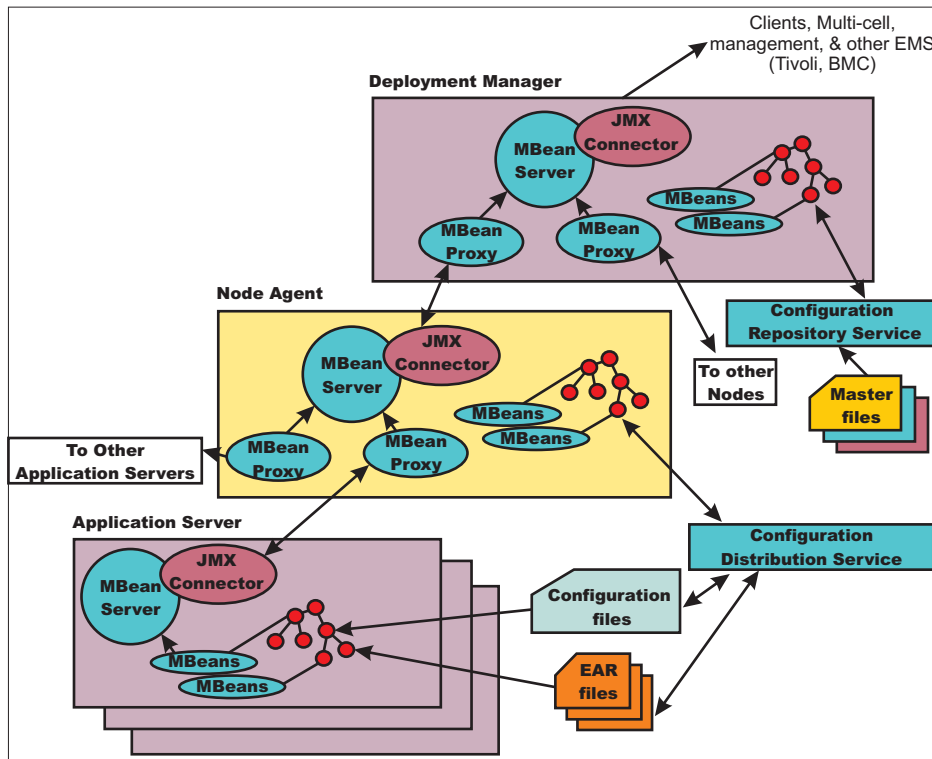 Clients, Multi-cell,
management, & other EMS
(Tivoli, BMC)
Deployment Manager
JMX
Connector
MBean
Server
MBeans
MBeans
MBean
Proxy
MBean
Proxy
Node Agent
Configuration
Repository Service
JMX
Connector
MBean
Server
To other
Nodes
Master
files
MBeans
MBeans
To Other
Application Servers
MBean
Proxy
MBean
Proxy
Application Server
Configuration
Distribution Service
JMX
Connector
MBean
Server
Configuration
files
MBeans
MBeans
EAR
files